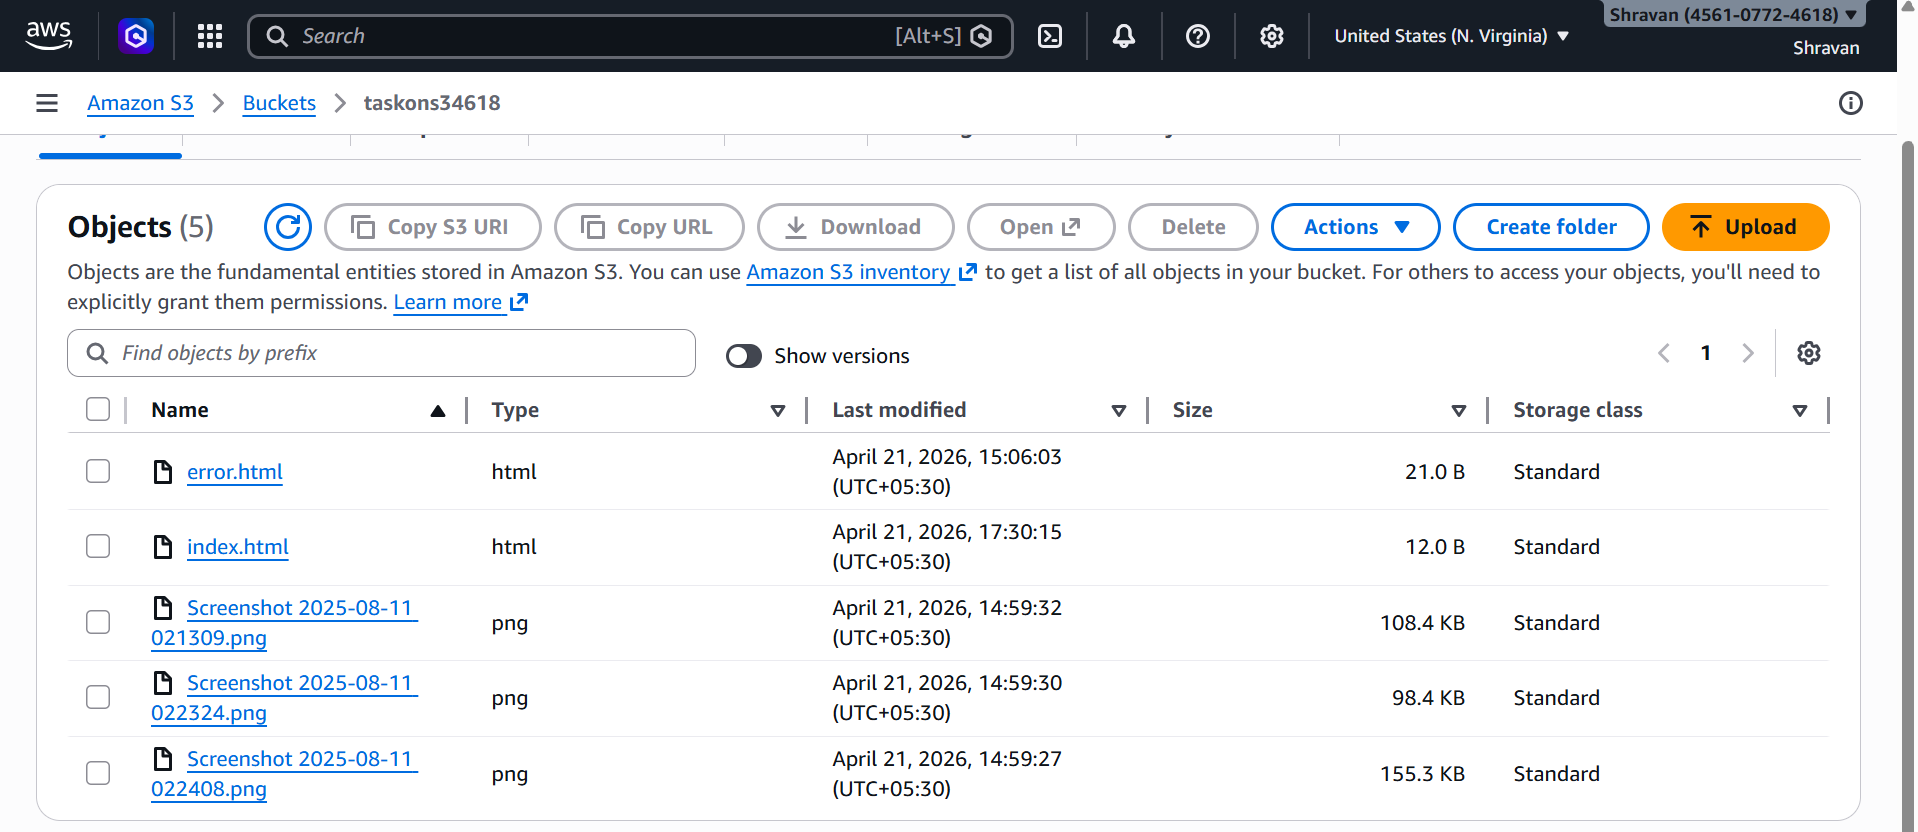 aws
Search
[Alt+S]
United States (N. Virginia)
Shravan (4561-0772-4618)
Shravan
Amazon S3
Buckets
taskons34618
Objects (5)
Copy S3 URI
Copy URL
Download
Open
Delete
Actions
Create folder
Upload
Objects are the fundamental entities stored in Amazon S3. You can use Amazon S3 inventory to get a list of all objects in your bucket. For others to access your objects, you'll need to
explicitly grant them permissions. Learn more
Find objects by prefix
Show versions
1
Name
Type
Last modified
Size
Storage class
error.html
html
April 21, 2026, 15:06:03
(UTC+05:30)
21.0 B
Standard
index.html
html
April 21, 2026, 17:30:15
(UTC+05:30)
12.0 B
Standard
Screenshot 2025-08-11
021309.png
png
April 21, 2026, 14:59:32
(UTC+05:30)
108.4 KB
Standard
Screenshot 2025-08-11
022324.png
png
April 21, 2026, 14:59:30
(UTC+05:30)
98.4 KB
Standard
Screenshot 2025-08-11
022408.png
png
April 21, 2026, 14:59:27
(UTC+05:30)
155.3 KB
Standard